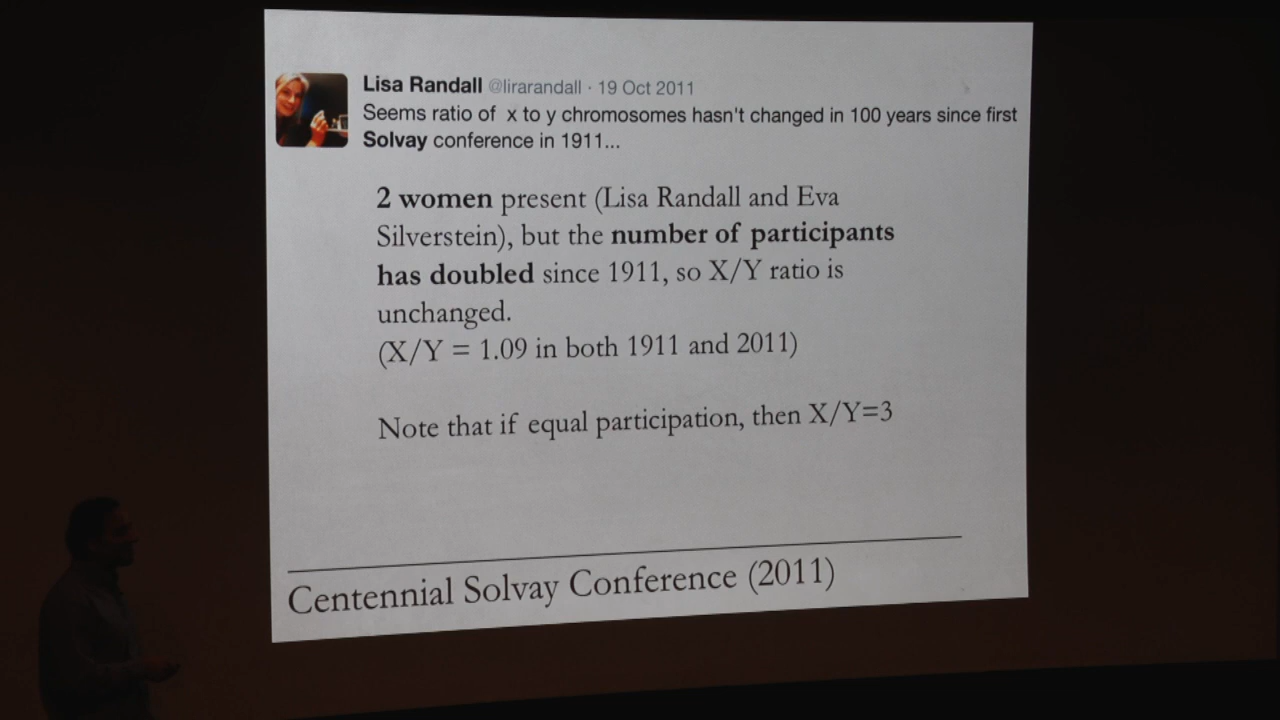 Lisa Randall @lirarandall · 19 Oct 2011
Seems ratio of x to y chromosomes hasn't changed in 100 years since first
Solvay conference in 1911...
2 women present (Lisa Randall and Eva
Silverstein), but the number of participants
has doubled since 1911, so X/Y ratio is
unchanged.
(X/Y = 1.09 in both 1911 and 2011)
Note that if equal participation, then X/Y=3
Centennial Solvay Conference (2011)